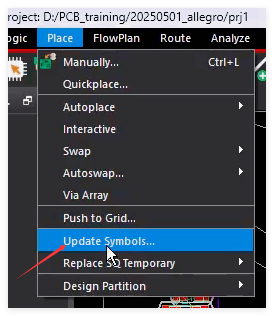 roject: D:/PCB_training/20250501_allegro/prj1
ogic Place FlowPlan Route Analyze
Manually... Ctrl+L
Quickplace...
Autoplace
Interactive
Swap
Autoswap...
Via Array
Push to Grid...
Update Symbols...
Replace SQ Temporary
Design Partition